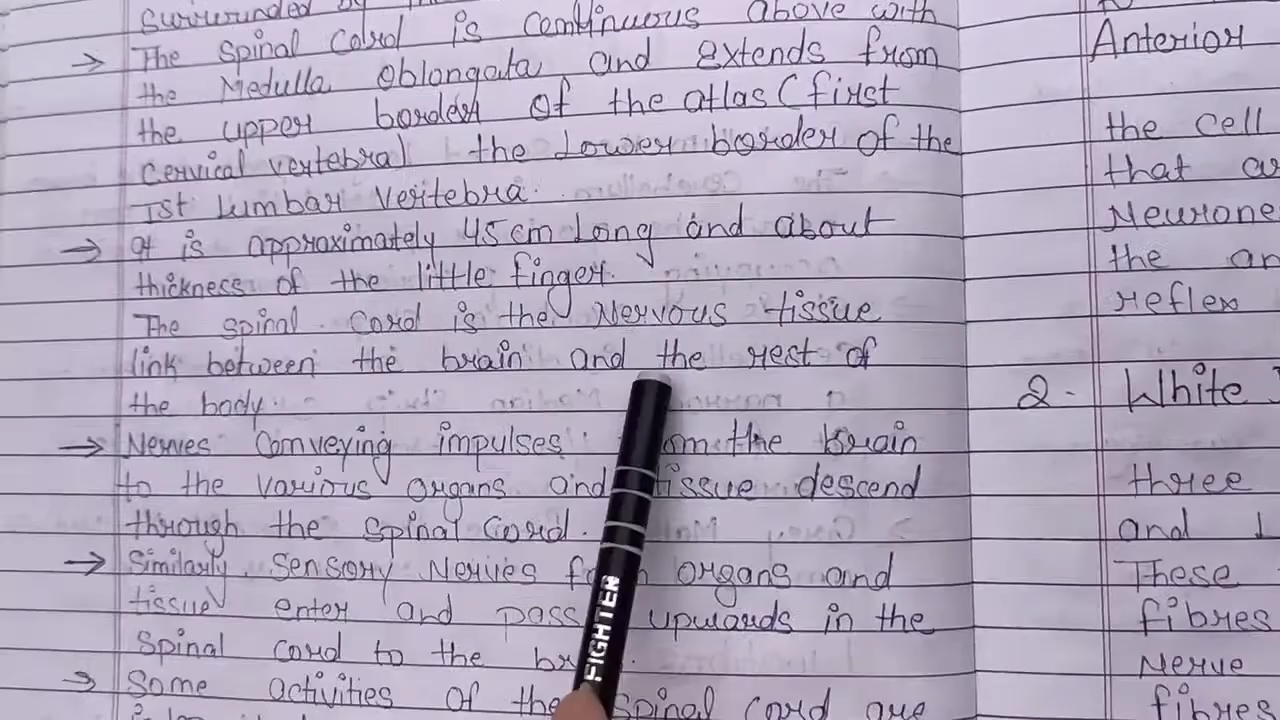 Surrounded by the
→ The Spinal Cord is continuous above with
the Medulla Oblongata and extends from
the upper border of the atlas (first
Cervical vertebra) the Lower border of the
Ist Lumbar Veritebra.
→ It is approximately 45 cm Long and about
thickness of the little finger.
The Spinal Cord is the Nervous tissue
link between the brain and the rest of
the body.
→ Nerves Conveying impulses the brain
to the various organs and tissue descend
through the Spinal Cord.
→ Similarly, Sensory Nerves organs and
tissue enter and pass upwards in the
Spinal cord to the
→ Some activities of the Spinal cord are
Anterior
the cell
that
Neurone
the
reflex
2. White
three
and
These
fibres
Nerve
fibres
FIGHTER